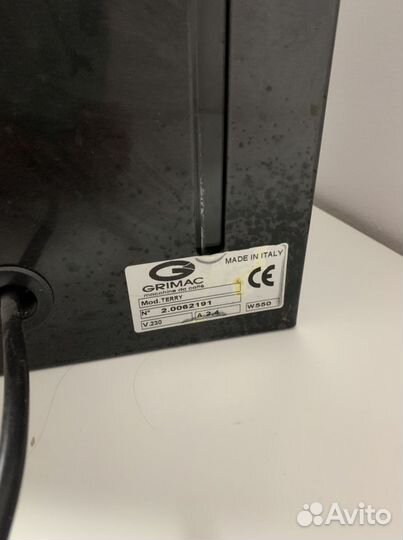 GRIMAC
macchine da caffè
MADE IN ITALY
CE
Mod. TERRY
N° 2.0062191
V.230 A.2.4 W550
Avito